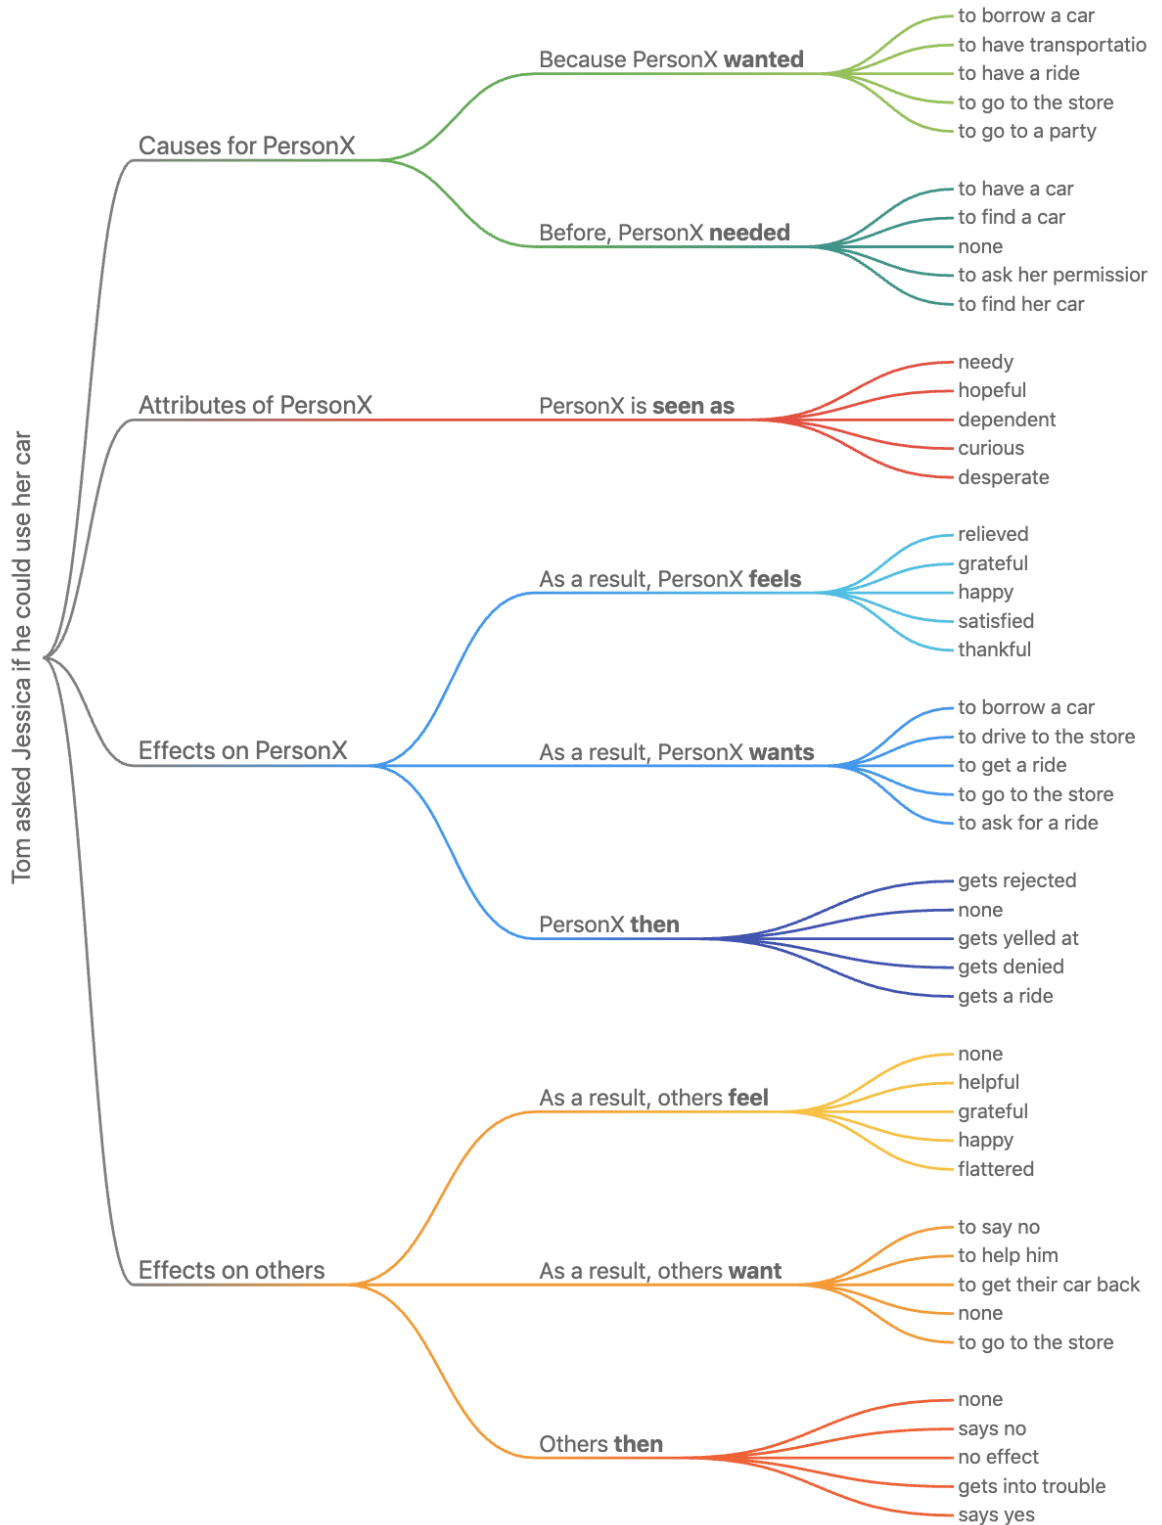 Tom asked Jessica if he could use her car
Causes for PersonX
Because PersonX wanted
to borrow a car
to have transportatio
to have a ride
to go to the store
to go to a party
Before, PersonX needed
to have a car
to find a car
none
to ask her permissior
to find her car
Attributes of PersonX
PersonX is seen as
needy
hopeful
dependent
curious
desperate
Effects on PersonX
As a result, PersonX feels
relieved
grateful
happy
satisfied
thankful
As a result, PersonX wants
to borrow a car
to drive to the store
to get a ride
to go to the store
to ask for a ride
PersonX then
gets rejected
none
gets yelled at
gets denied
gets a ride
Effects on others
As a result, others feel
none
helpful
grateful
happy
flattered
As a result, others want
to say no
to help him
to get their car back
none
to go to the store
Others then
none
says no
no effect
gets into trouble
says yes